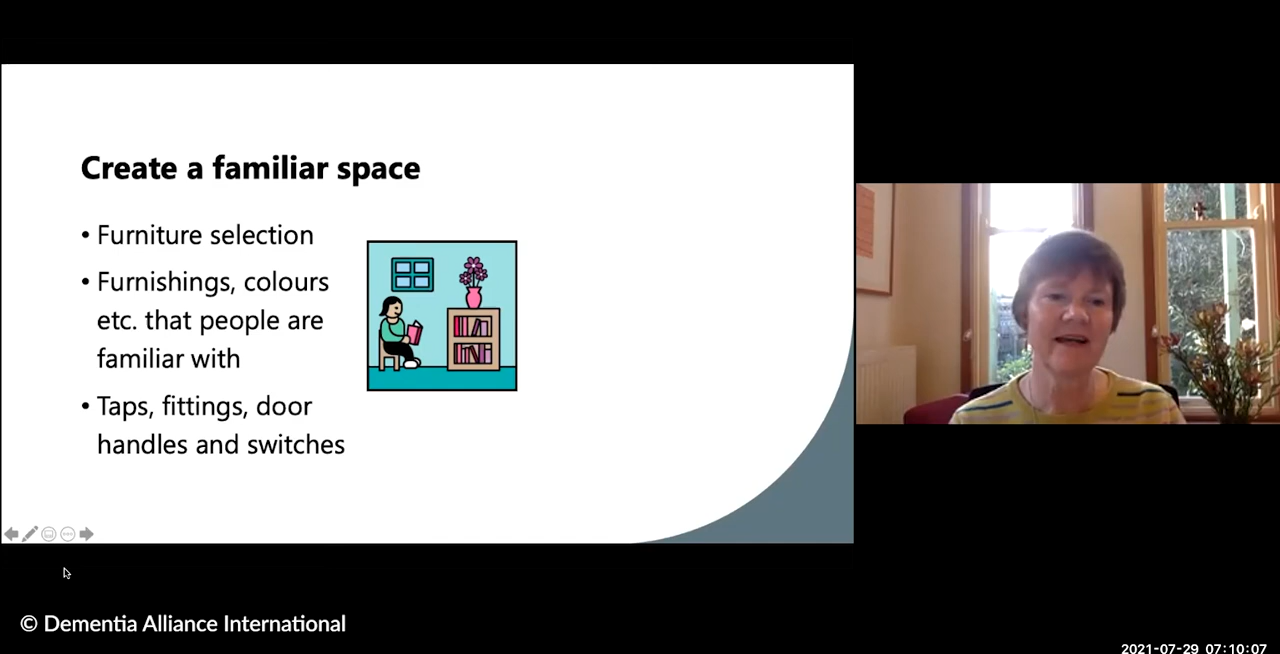 Create a familiar space
• Furniture selection
• Furnishings, colours
etc. that people are
familiar with
• Taps, fittings, door
handles and switches
© Dementia Alliance International
2021-07-29 07:10:07